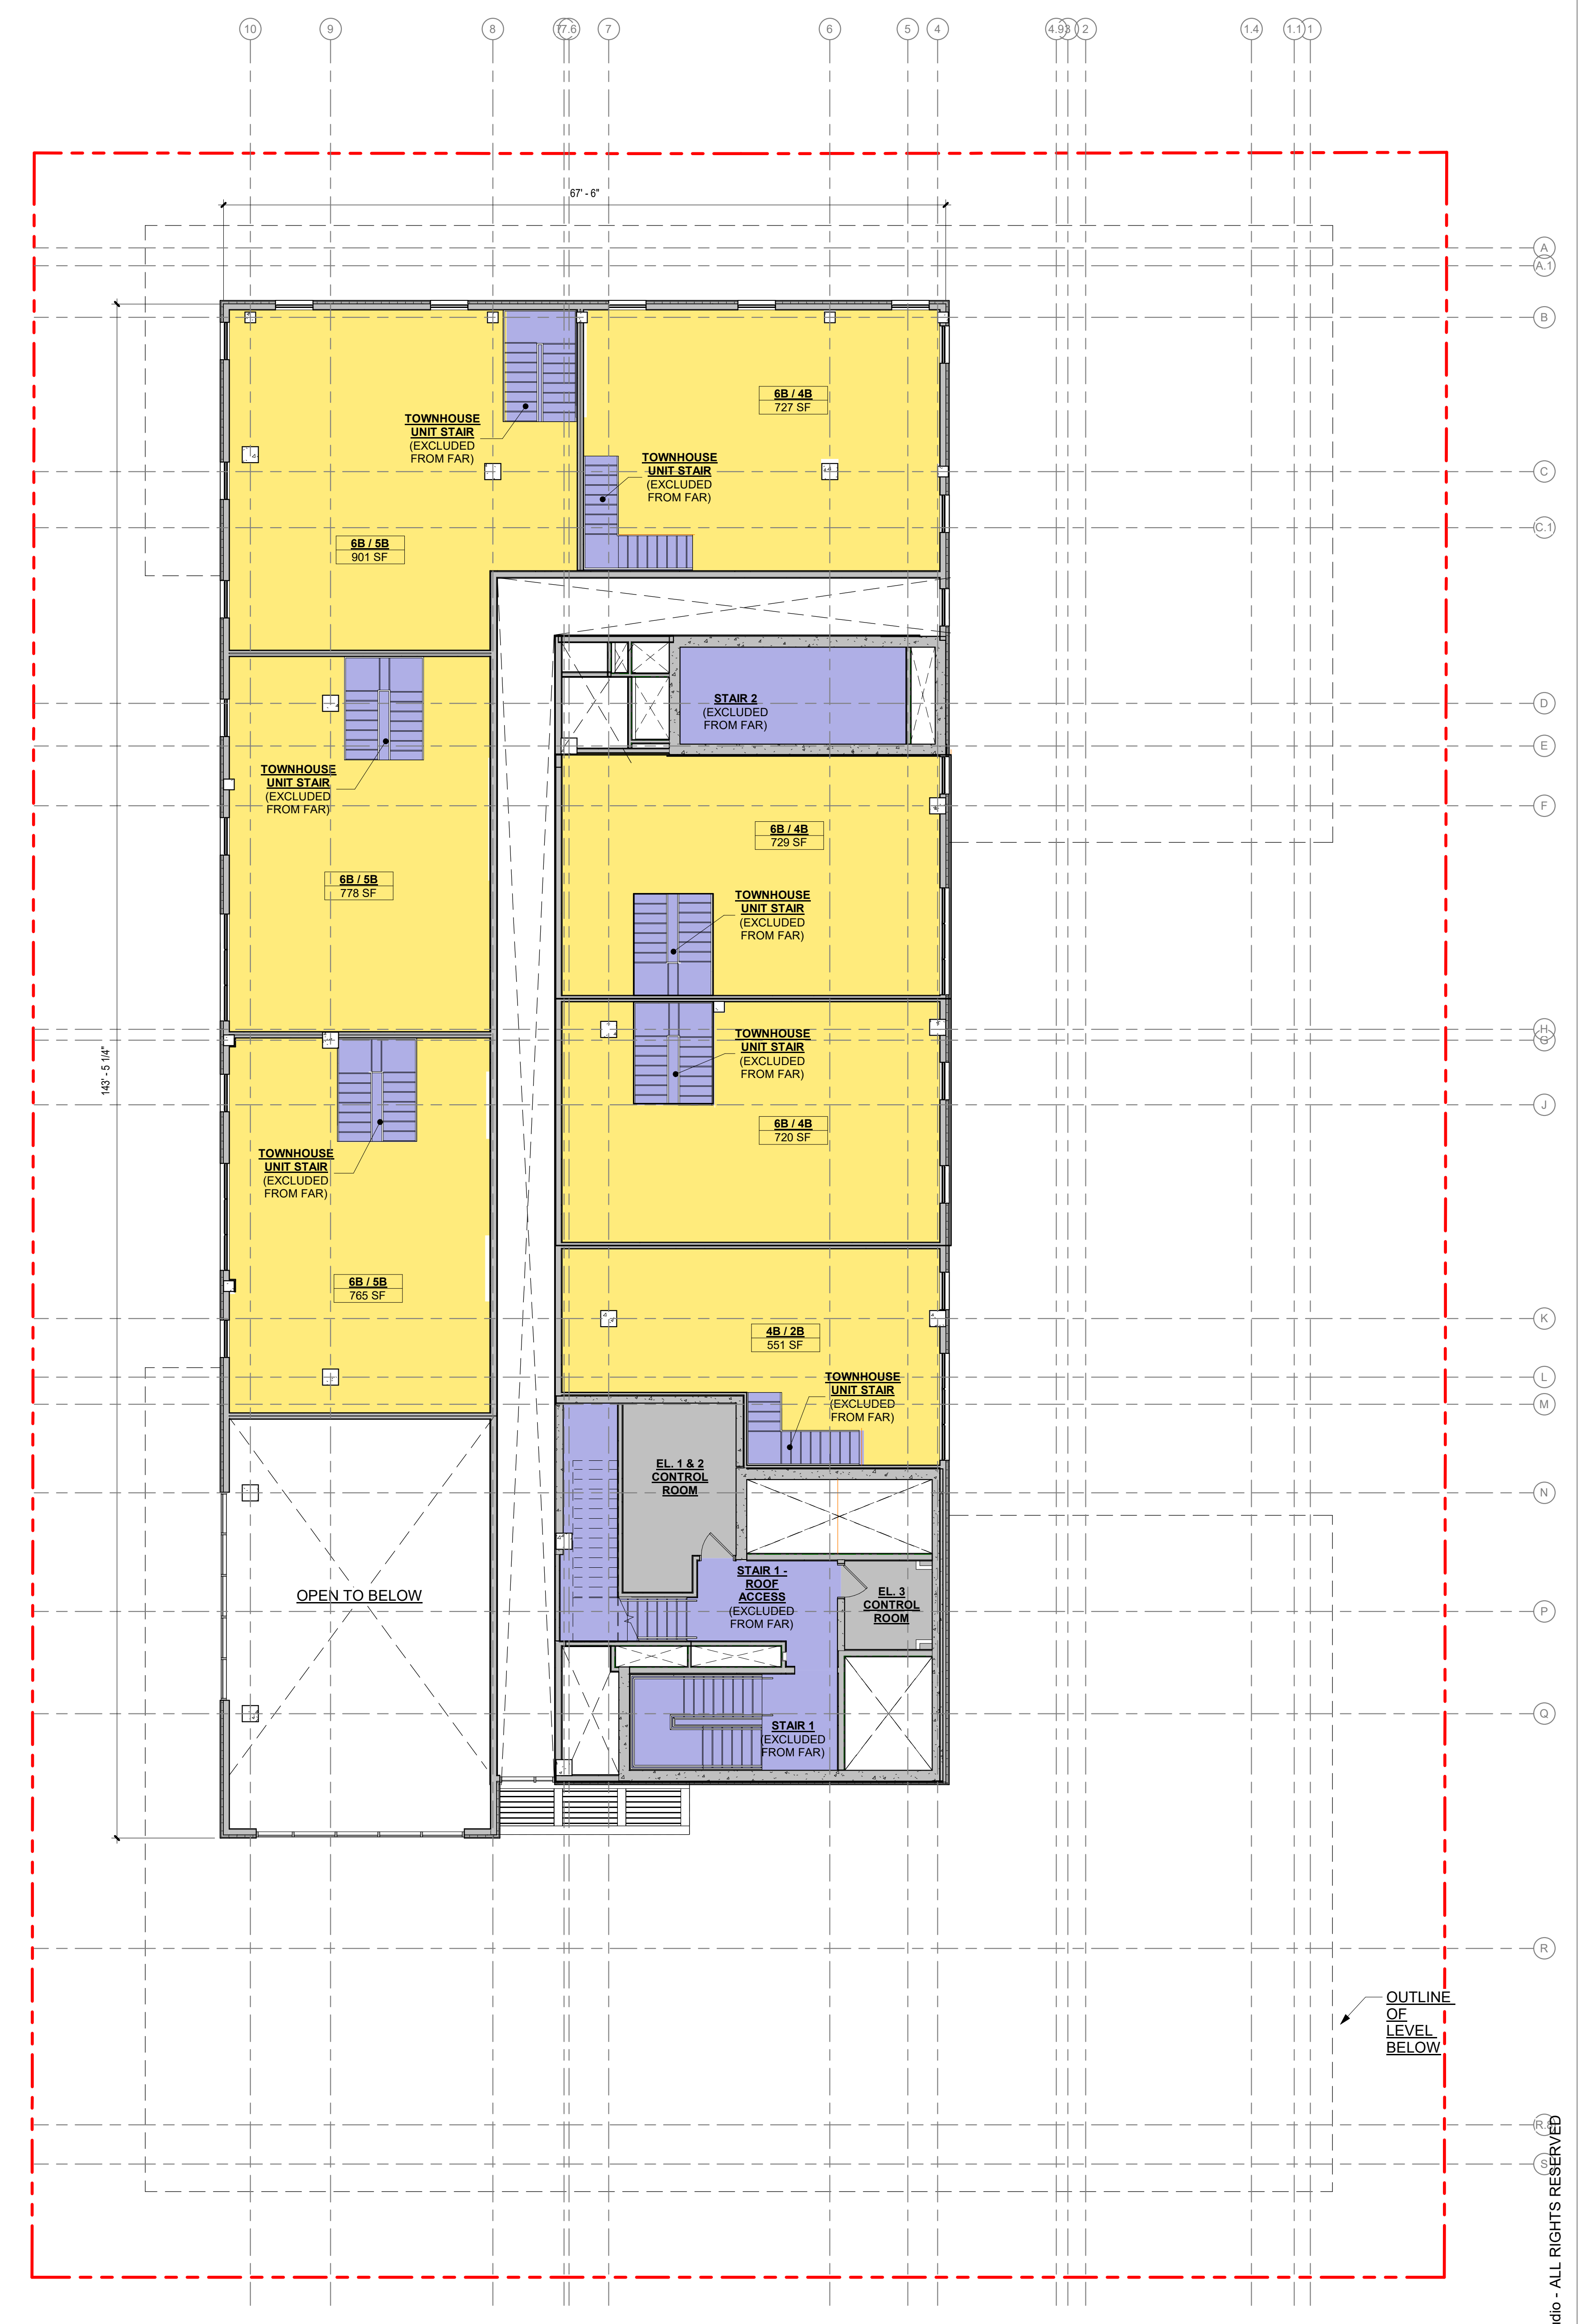 10
9
8
7.6
7
6
5
4
4.9
3
2
1.4
1.1
1
67' - 6"
A
A.1
B
6B / 4B
727 SF
TOWNHOUSE
UNIT STAIR
(EXCLUDED
FROM FAR)
TOWNHOUSE
UNIT STAIR
(EXCLUDED
FROM FAR)
C
C.1
6B / 5B
901 SF
STAIR 2
(EXCLUDED
FROM FAR)
D
E
TOWNHOUSE
UNIT STAIR
(EXCLUDED
FROM FAR)
F
6B / 4B
729 SF
6B / 5B
778 SF
TOWNHOUSE
UNIT STAIR
(EXCLUDED
FROM FAR)
H
G
143' - 5 1/4"
TOWNHOUSE
UNIT STAIR
(EXCLUDED
FROM FAR)
J
6B / 4B
720 SF
TOWNHOUSE
UNIT STAIR
(EXCLUDED
FROM FAR)
6B / 5B
765 SF
K
4B / 2B
551 SF
L
TOWNHOUSE
UNIT STAIR
(EXCLUDED
FROM FAR)
M
EL. 1 & 2
CONTROL
ROOM
N
STAIR 1 -
ROOF
ACCESS
(EXCLUDED
FROM FAR)
EL. 3
CONTROL
ROOM
OPEN TO BELOW
P
Q
STAIR 1
(EXCLUDED
FROM FAR)
R
OUTLINE
OF
LEVEL
BELOW
S
- ALL RIGHTS RESERVED